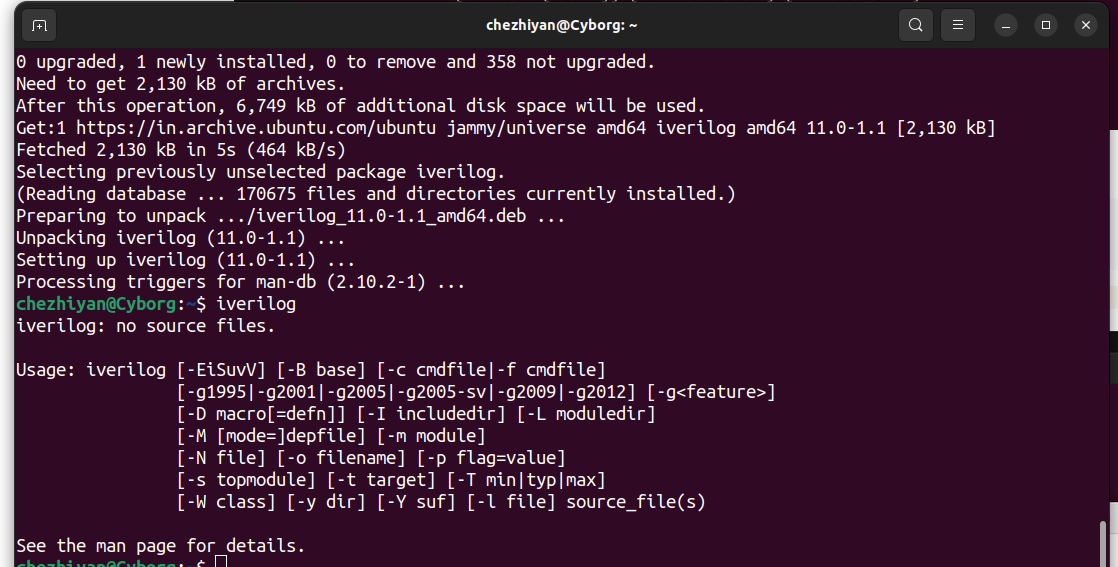 chezhiyan@Cyborg: ~
0 upgraded, 1 newly installed, 0 to remove and 358 not upgraded.
Need to get 2,130 kB of archives.
After this operation, 6,749 kB of additional disk space will be used.
Get:1 https://in.archive.ubuntu.com/ubuntu jammy/universe amd64 iverilog amd64 11.0-1.1 [2,130 kB]
Fetched 2,130 kB in 5s (464 kB/s)
Selecting previously unselected package iverilog.
(Reading database ... 170675 files and directories currently installed.)
Preparing to unpack .../iverilog_11.0-1.1_amd64.deb ...
Unpacking iverilog (11.0-1.1) ...
Setting up iverilog (11.0-1.1) ...
Processing triggers for man-db (2.10.2-1) ...
chezhiyan@Cyborg:~$ iverilog
iverilog: no source files.
Usage: iverilog [-EiSuvV] [-B base] [-c cmdfile|-f cmdfile]
[-g1995|-g2001|-g2005|-g2005-sv|-g2009|-g2012] [-g<feature>]
[-D macro[=defn]] [-I includedir] [-L moduledir]
[-M [mode=]depfile] [-m module]
[-N file] [-o filename] [-p flag=value]
[-s topmodule] [-t target] [-T min|typ|max]
[-W class] [-y dir] [-Y suf] [-l file] source_file(s)
See the man page for details.
chezhiyan@Cyborg:~$